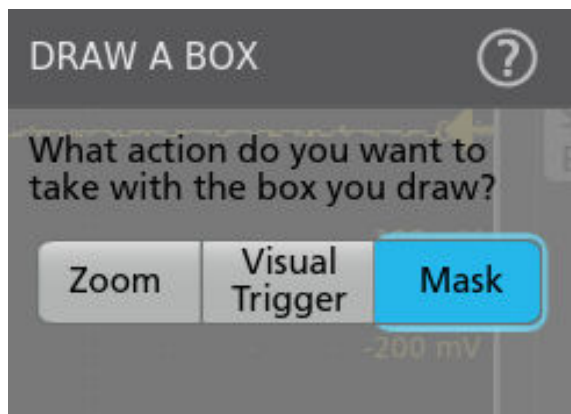 DRAW A BOX
?
What action do you want to
take with the box you draw?
Zoom
Visual
Trigger
Mask
-200 mV